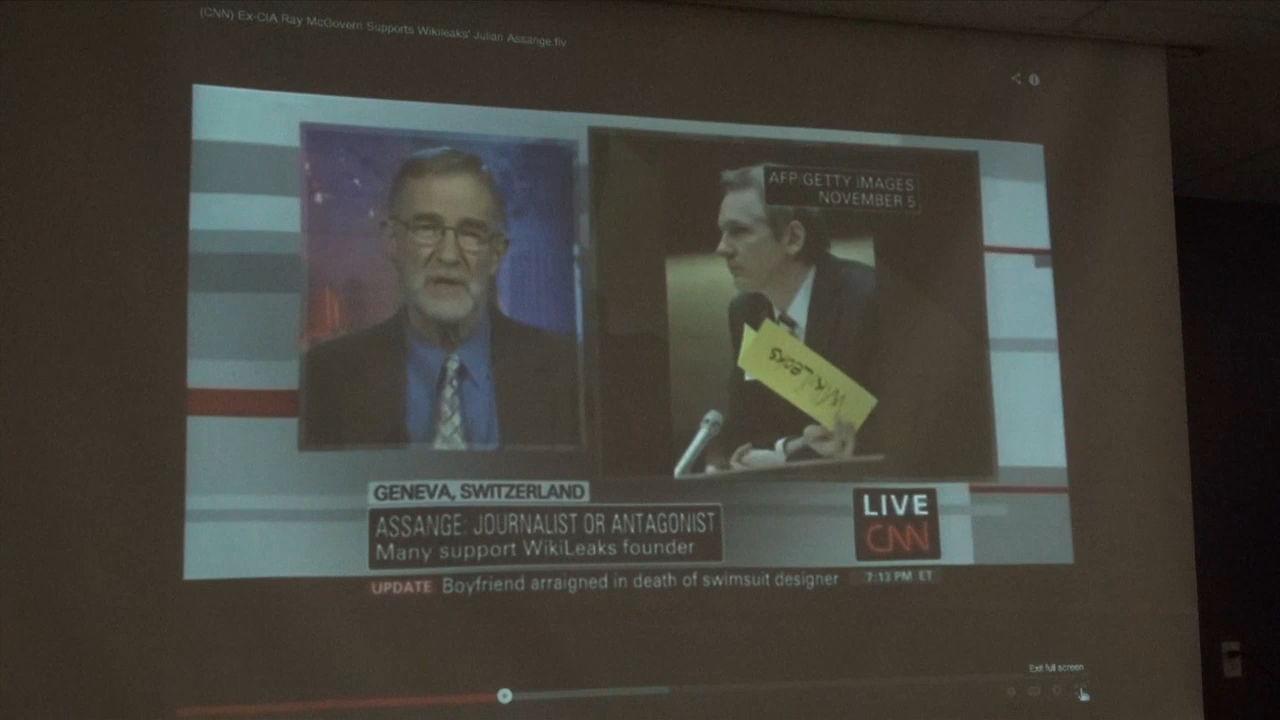 (CNN) Ex-CIA Ray McGovern Supports Wikileaks' Julian Assange.flv
AFP/GETTY IMAGES
NOVEMBER 5
WikiLeaks
GENEVA, SWITZERLAND
ASSANGE: JOURNALIST OR ANTAGONIST
Many support WikiLeaks founder
LIVE
CNN
UPDATE Boyfriend arraigned in death of swimsuit designer 7:13 PM ET
Exit full screen